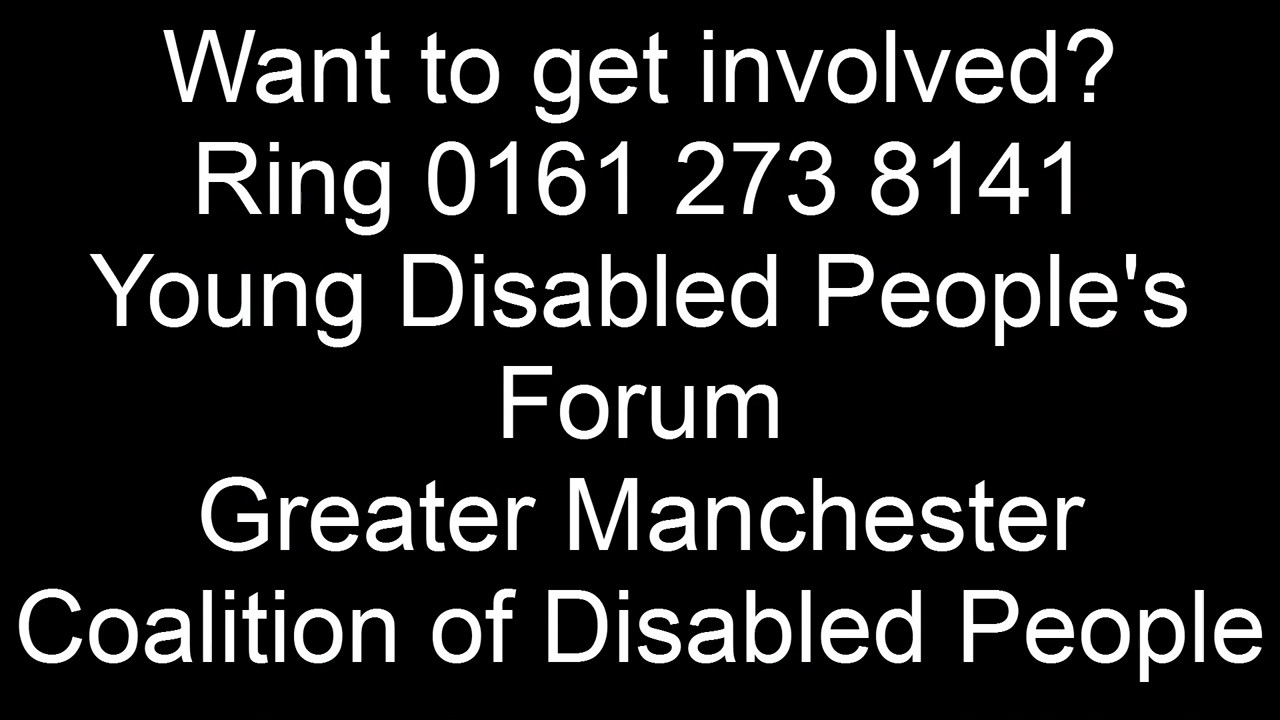 Want to get involved?
Ring 0161 273 8141
Young Disabled People's
Forum
Greater Manchester
Coalition of Disabled People